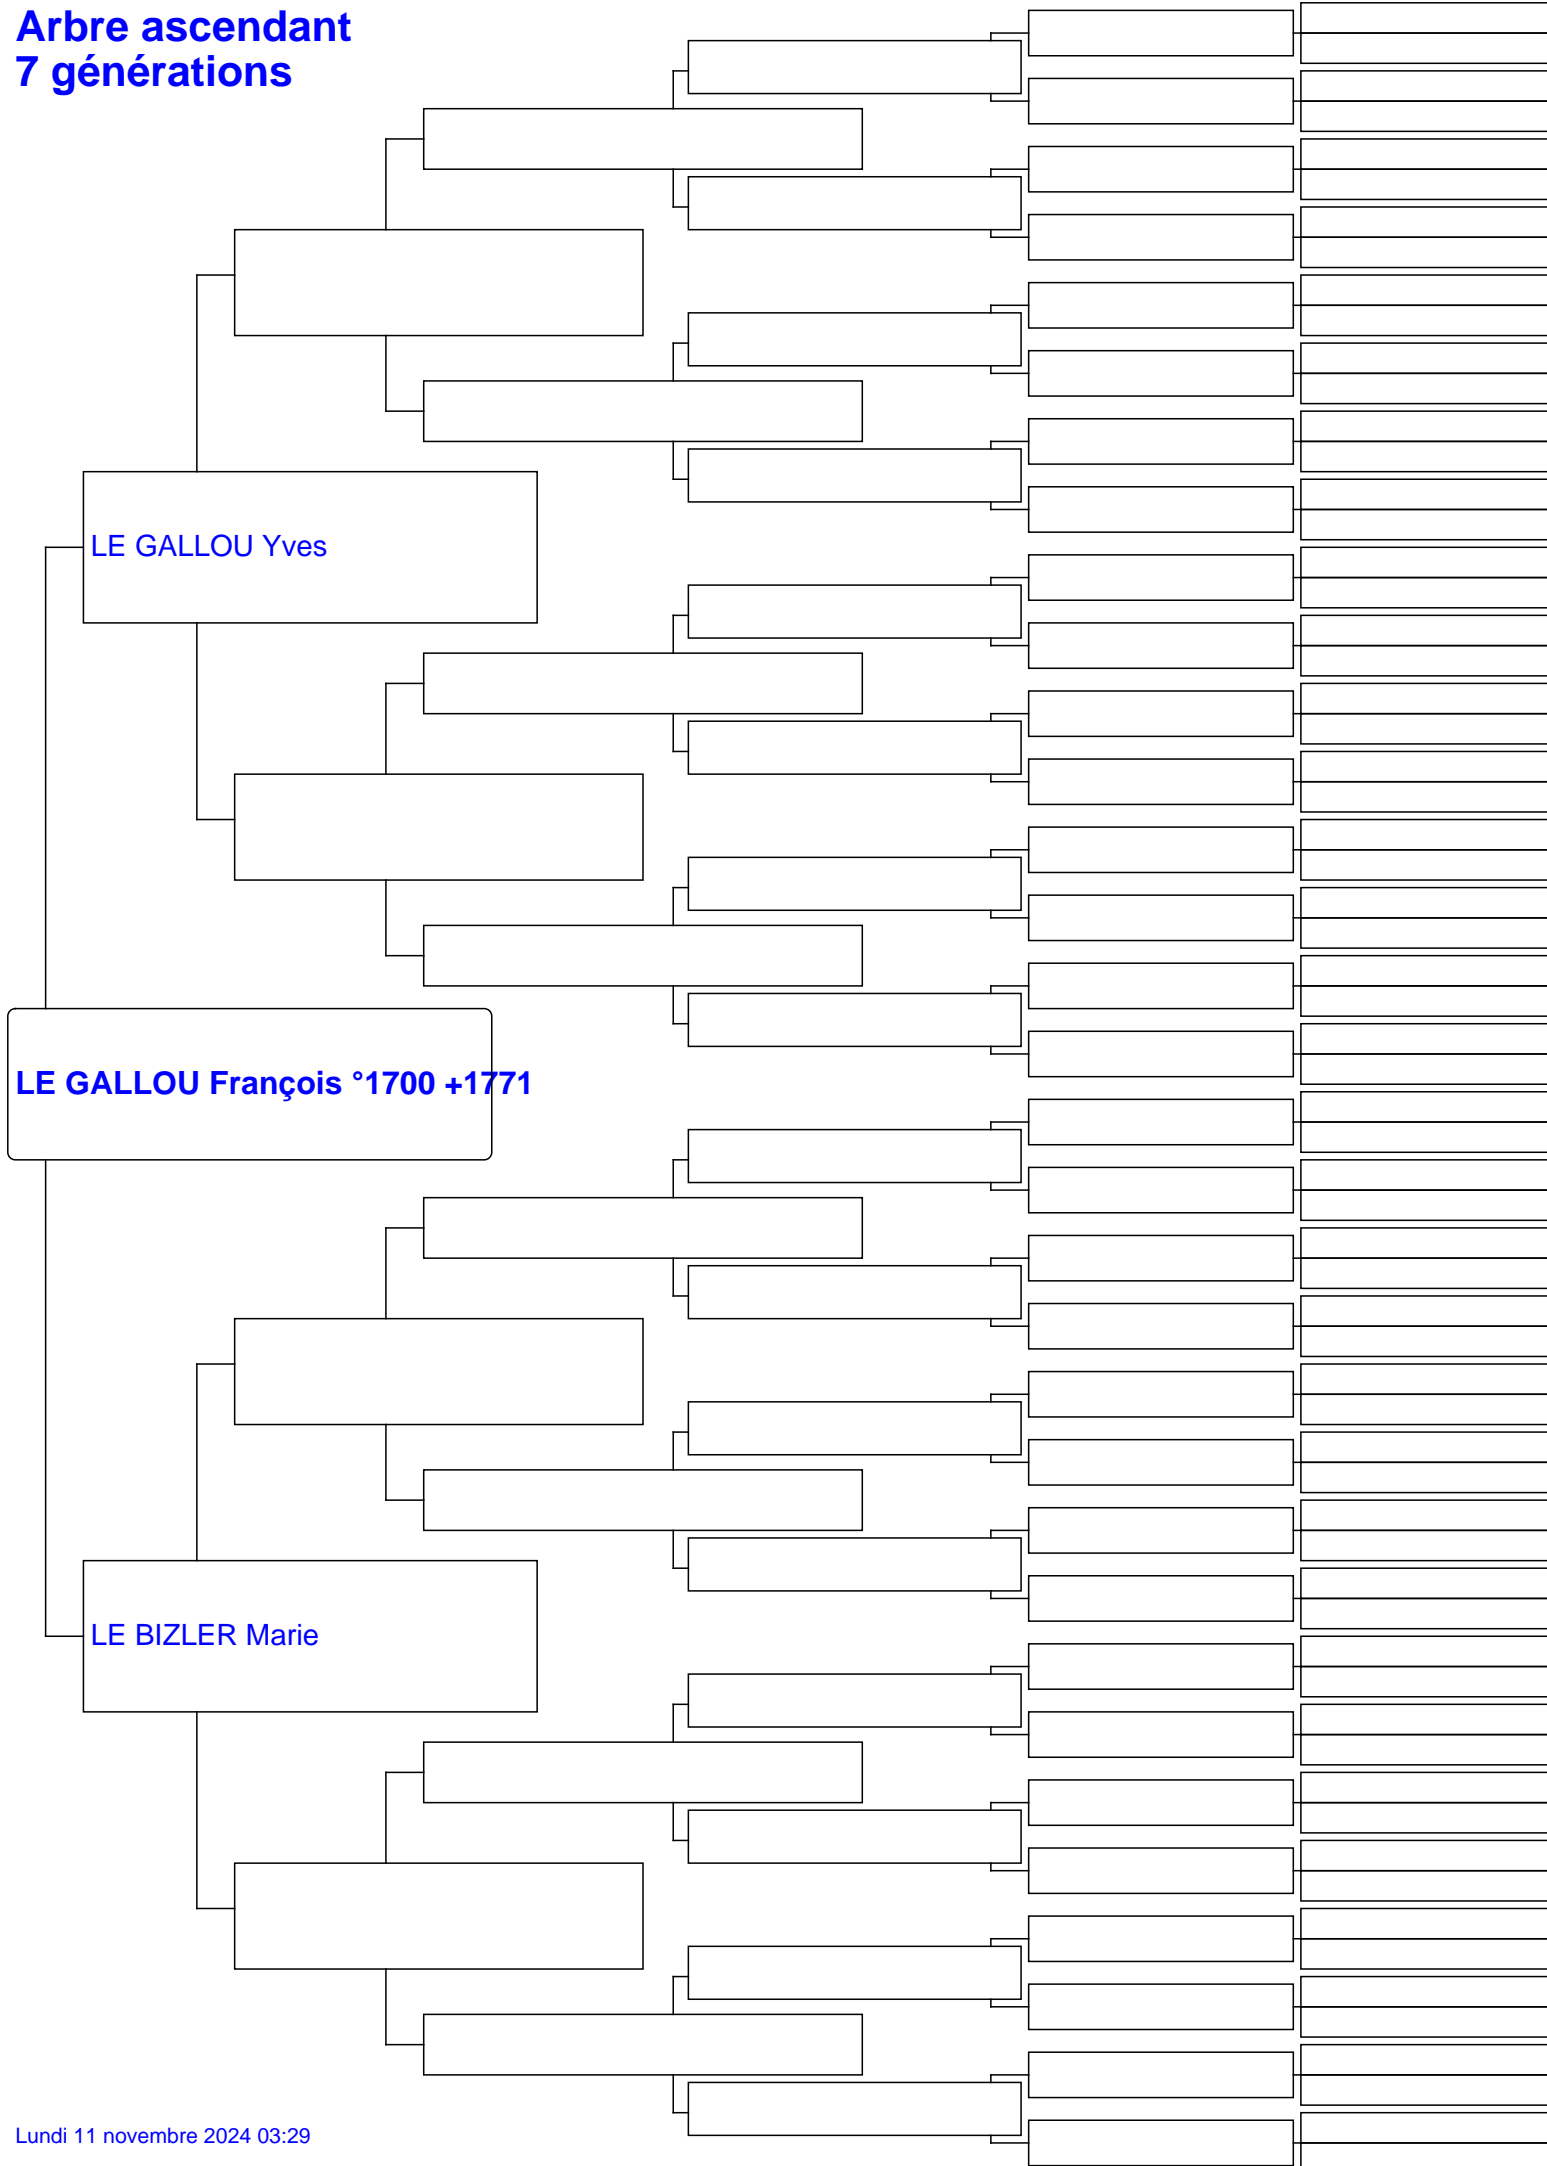 Arbre ascendant
7 générations
LE GALLOU Yves
LE GALLOU François °1700 +1771
LE BIZLER Marie
Lundi 11 novembre 2024 03:29